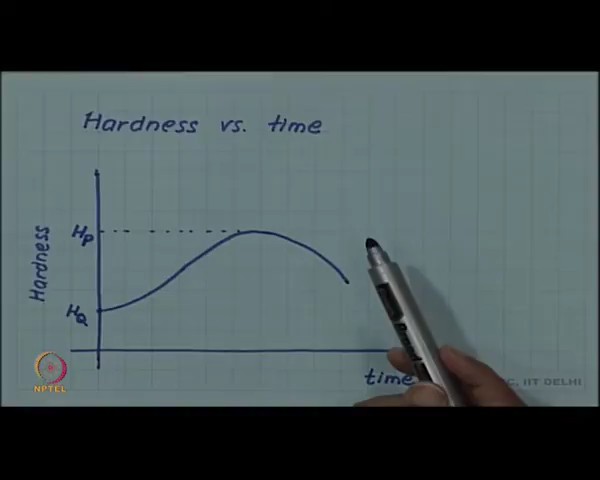 Hardness vs. time
Hardness
HP
HQ
time
NPTEL
C, IIT DELHI